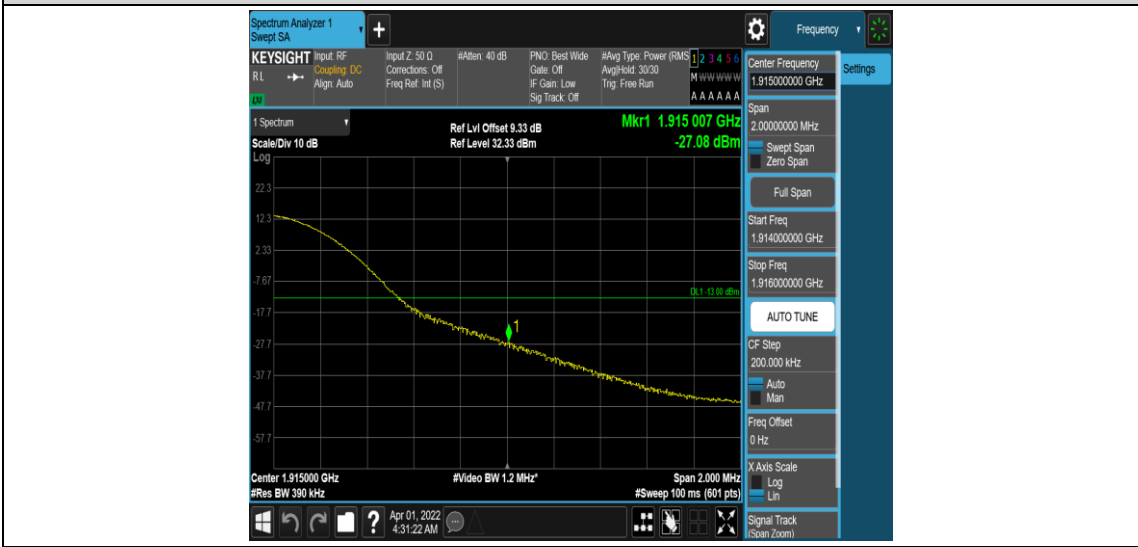 Spectrum Analyzer 1
Swept SA
+
Frequency
KEYSIGHT
RL
LXI
Input: RF
Coupling: DC
Align: Auto
Input Z: 50 Ω
Corrections: Off
Freq Ref: Int (S)
#Atten: 40 dB
PNO: Best Wide
Gate: Off
IF Gain: Low
Sig Track: Off
#Avg Type: Power (RMS
Avg|Hold: 30/30
Trig: Free Run
1 2 3 4 5 6
M W W W W W
A A A A A A
1 Spectrum
Scale/Div 10 dB
Ref Lvl Offset 9.33 dB
Ref Level 32.33 dBm
Mkr1 1.915 007 GHz
-27.08 dBm
Log
22.3
12.3
2.33
-7.67
-17.7
-27.7
-37.7
-47.7
-57.7
DL1 -13.00 dBm
1
Center 1.915000 GHz
#Res BW 390 kHz
#Video BW 1.2 MHz*
Span 2.000 MHz
#Sweep 100 ms (601 pts)
?
Apr 01, 2022
4:31:22 AM
Center Frequency
1.915000000 GHz
Settings
Span
2.00000000 MHz
Swept Span
Zero Span
Full Span
Start Freq
1.914000000 GHz
Stop Freq
1.916000000 GHz
AUTO TUNE
CF Step
200.000 kHz
Auto
Man
Freq Offset
0 Hz
X Axis Scale
Log
Lin
Signal Track
(Span Zoom)